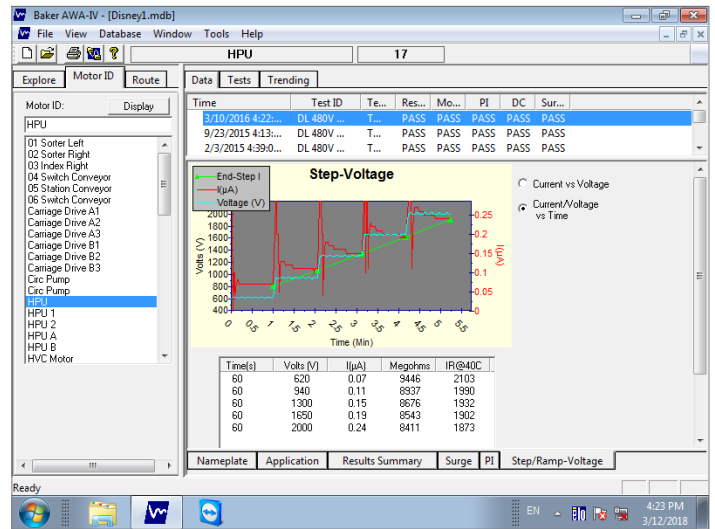 Baker AWA-IV - [Disney1.mdb]
File View Database Window Tools Help
HPU 17
Explore Motor ID Route
Data Tests Trending
Motor ID: Display
HPU
01 Sorter Left
02 Sorter Right
03 Index Right
04 Switch Conveyor
05 Station Conveyor
06 Switch Conveyor
Carriage Drive A1
Carriage Drive A2
Carriage Drive A3
Carriage Drive B1
Carriage Drive B2
Carriage Drive B3
Circ Pump
Circ Pump
HPU
HPU 1
HPU 2
HPU A
HPU B
HVC Motor
Time Test ID Te... Res... Mo... PI DC Sur...
3/10/2016 4:22:... DL 480V ... T... PASS PASS PASS PASS PASS
9/23/2015 4:13:... DL 480V ... T... PASS PASS PASS PASS PASS
2/3/2015 4:39:0... DL 480V ... T... PASS PASS PASS PASS PASS
Step-Voltage
End-Step I
I(µA)
Voltage (V)
Current vs Voltage
Current/Voltage
vs Time
Volts (V)
2000
1800
1600
1400
1200
1000
800
600
400
0.25
0.2
0.15
0.1
0.05
0
I(µA)
0 0.5 1 1.5 2 2.5 3 3.5 4 4.5 5 5.5
Time (Min)
Time(s) Volts (V) I(µA) Megohms IR@40C
60 620 0.07 9446 2103
60 940 0.11 8937 1990
60 1300 0.15 8676 1932
60 1650 0.19 8543 1902
60 2000 0.24 8411 1873
Nameplate Application Results Summary Surge PI Step/Ramp-Voltage
Ready
EN 4:23 PM
3/12/2018